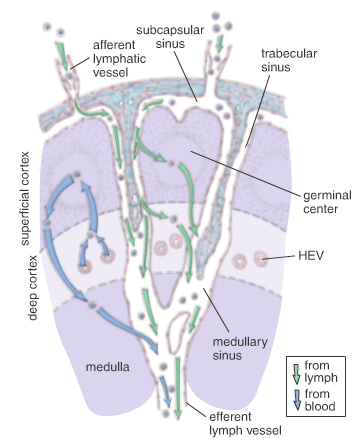 subcapsular
sinus
afferent
lymphatic
vessel
trabecular
sinus
superficial cortex
germinal
center
HEV
deep cortex
medulla
medullary
sinus
efferent
lymph vessel
from
lymph
from
blood